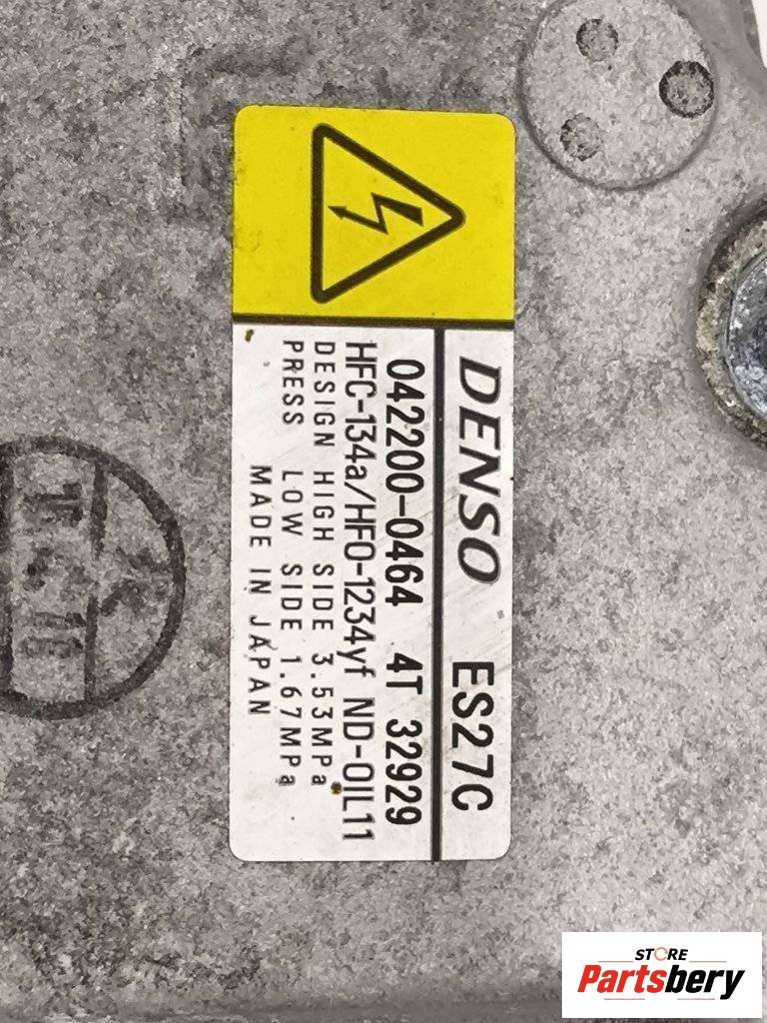 DENSO ES27C
042200-0464 4T 32929
HFC-134a/HFO-1234yf ND-OIL11
DESIGN HIGH SIDE 3.53MPa
PRESS LOW SIDE 1.67MPa
MADE IN JAPAN
STORE
Partsbery